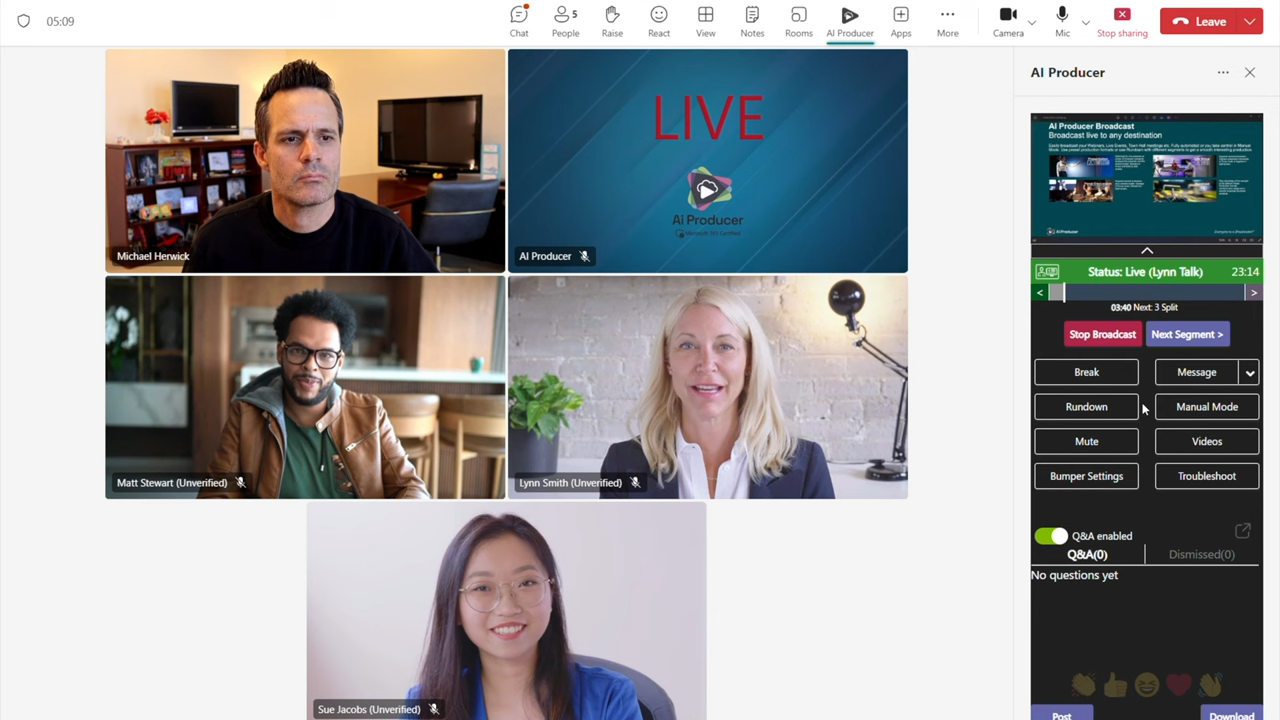 05:09
Chat
People
5
Raise
React
View
Notes
Rooms
AI Producer
Apps
More
Camera
Mic
Stop sharing
Leave
Michael Herwick
LIVE
Ai Producer
Microsoft 365 Certified
AI Producer
Matt Stewart (Unverified)
Lynn Smith (Unverified)
Sue Jacobs (Unverified)
AI Producer
AI Producer Broadcast
Broadcast live to any destination
Status: Live (Lynn Talk)
23:14
<
>
03:40 Next: 3 Split
Stop Broadcast
Next Segment >
Break
Message
Rundown
Manual Mode
Mute
Videos
Bumper Settings
Troubleshoot
Q&A enabled
Q&A(0)
Dismissed(0)
No questions yet
Post
Download